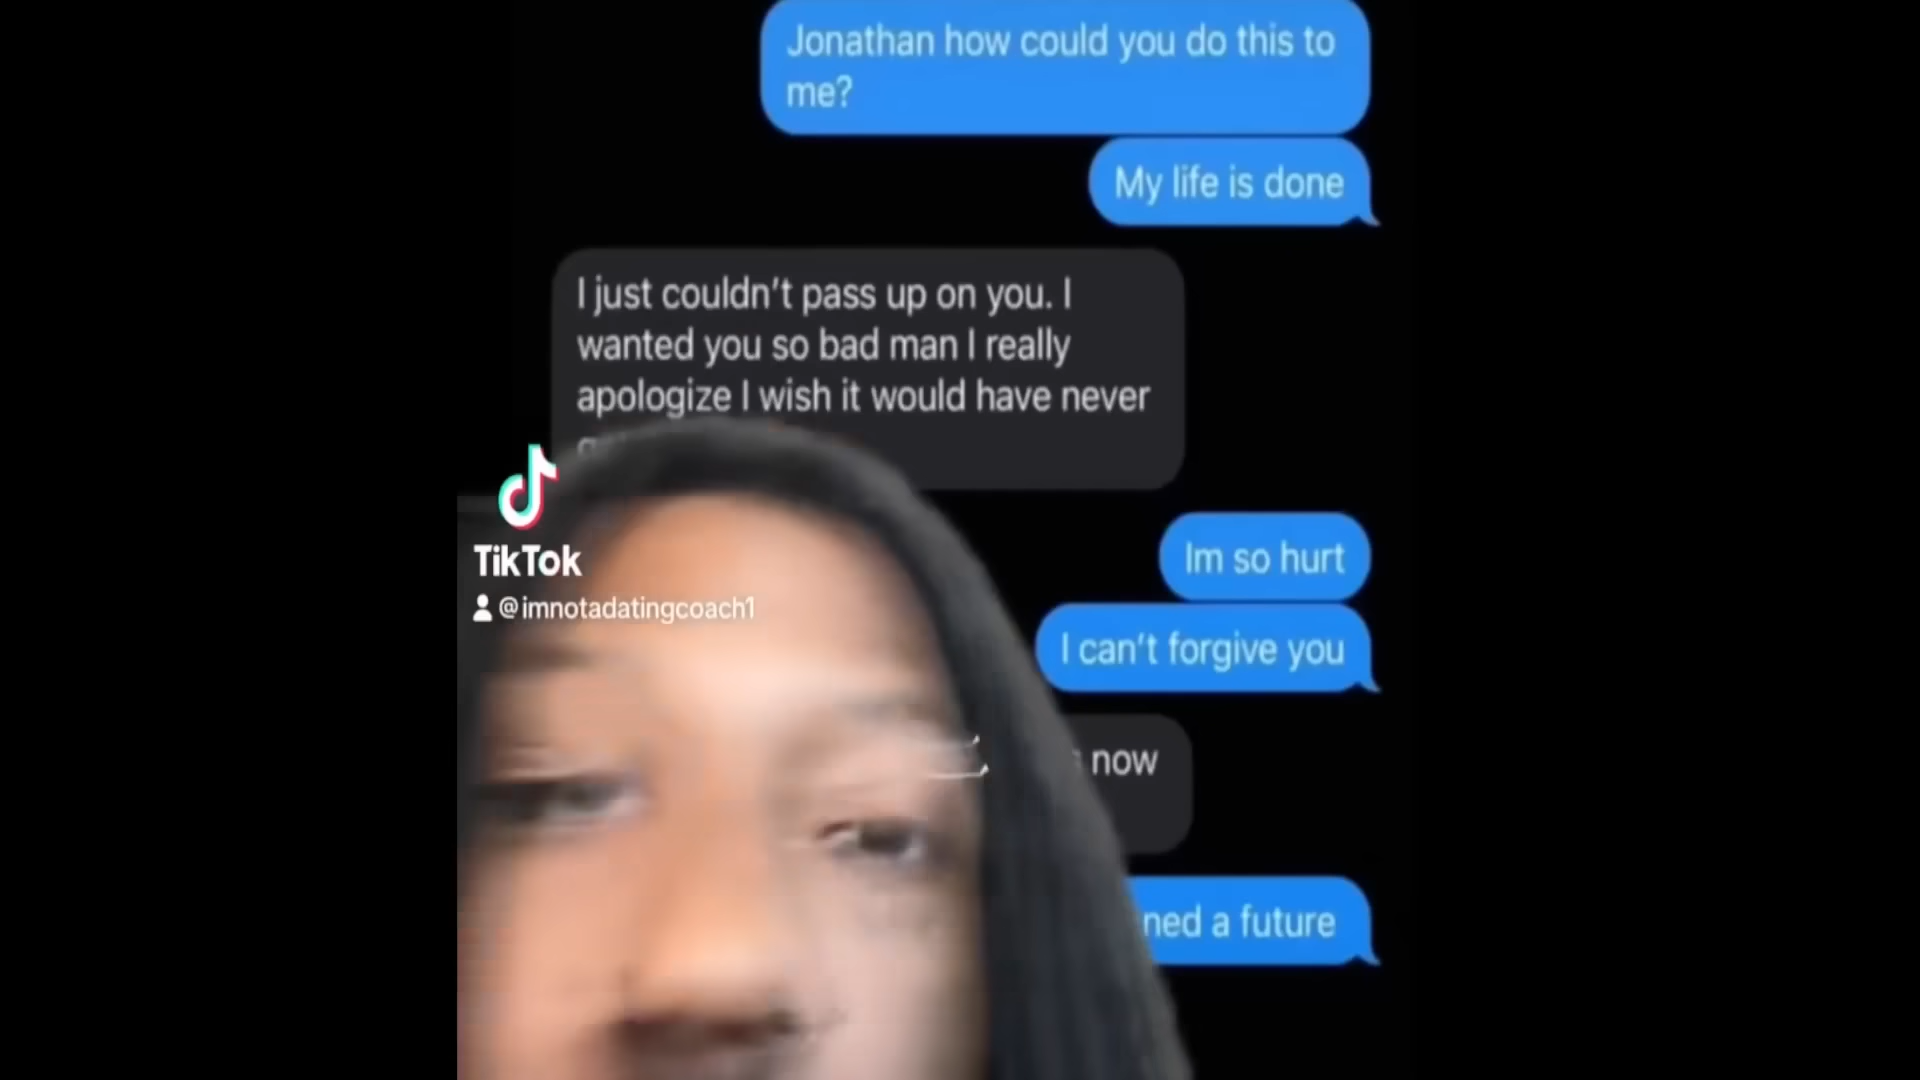 Jonathan how could you do this to
me?
My life is done
I just couldn't pass up on you. I
wanted you so bad man I really
apologize I wish it would have never
TikTok
@imnotadatingcoach1
Im so hurt
I can't forgive you
now
a future